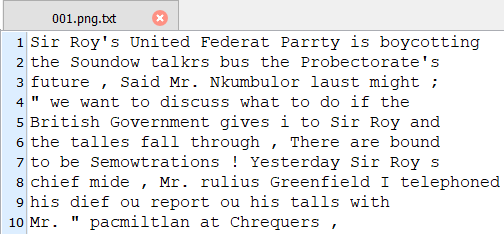 001.png.txt
1 Sir Roy's United Federat Parrty is boycotting
2 the Soundow talkrs bus the Probectorate's
3 future , Said Mr. Nkumbulor laust might ;
4 " we want to discuss what to do if the
5 British Government gives i to Sir Roy and
6 the talles fall through , There are bound
7 to be Semowtrations ! Yesterday Sir Roy s
8 chief mide , Mr. rulius Greenfield I telephoned
9 his dief ou report ou his talls with
10 Mr. " pacmiltlan at Chrequers ,